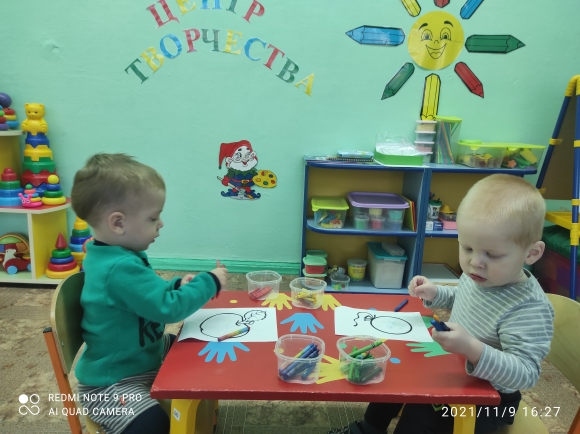 ЦЕНТР
ТВОРЧЕСТВА
REDMI NOTE 9 PRO
AI QUAD CAMERA
2021/11/9 16:27